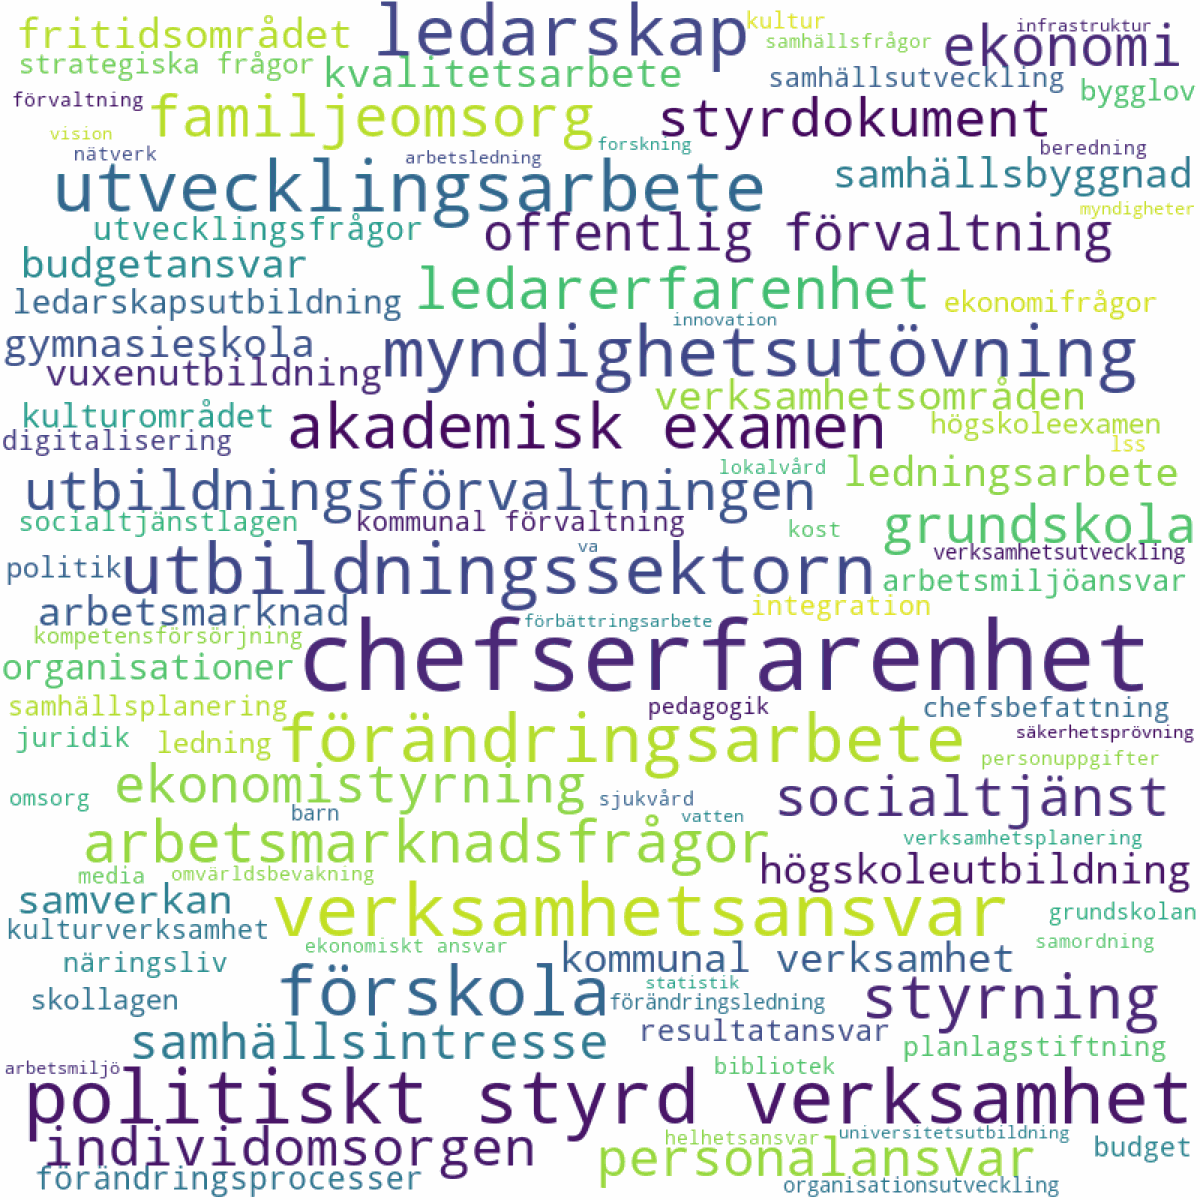 fritidsområdet ledarskap kultur infrastruktur
strategiska frågor kvalitetsarbete samhällsfrågor ekonomi
förvaltning familjeomsorg samhällsutveckling bygglov
vision styrdokument
nätverk arbetsledning forskning beredning
utvecklingsarbete samhällsbyggnad
utvecklingsfrågor offentlig förvaltning myndigheter
budgetansvar ledarerfarenhet
ledarskapsutbildning ekonomifrågor
gymnasieskola innovation
vuxenutbildning myndighetsutövning
kulturområdet verksamhetsområden
digitalisering akademisk examen högskoleexamen
lss
utbildningsförvaltningen lokalvård ledningsarbete
socialtjänstlagen kommunal förvaltning kost grundskola
politik utbildningssektorn va verksamhetsutveckling
arbetsmiljöansvar
arbetsmarknad förbättringsarbete integration
kompetensförsörjning
organisationer chefserfarenhet
samhällsplanering pedagogik chefsbefattning
juridik ledning förändringsarbete säkerhetsprövning
personuppgifter
omsorg ekonomistyrning sjukvård socialtjänst
barn vatten
arbetsmarknadsfrågor verksamhetsplanering
media omvärldsbevakning högskoleutbildning
samverkan verksamhetsansvar grundskolan
kulturverksamhet ekonomiskt ansvar samordning
näringsliv kommunal verksamhet
skollagen förskola statistik styrning
förändringsledning
samhällsintresse resultatansvar planlagstiftning
arbetsmiljö bibliotek
politiskt styrd verksamhet
individomsorgen helhetsansvar universitetsutbildning budget
förändringsprocesser personalansvar organisationsutveckling